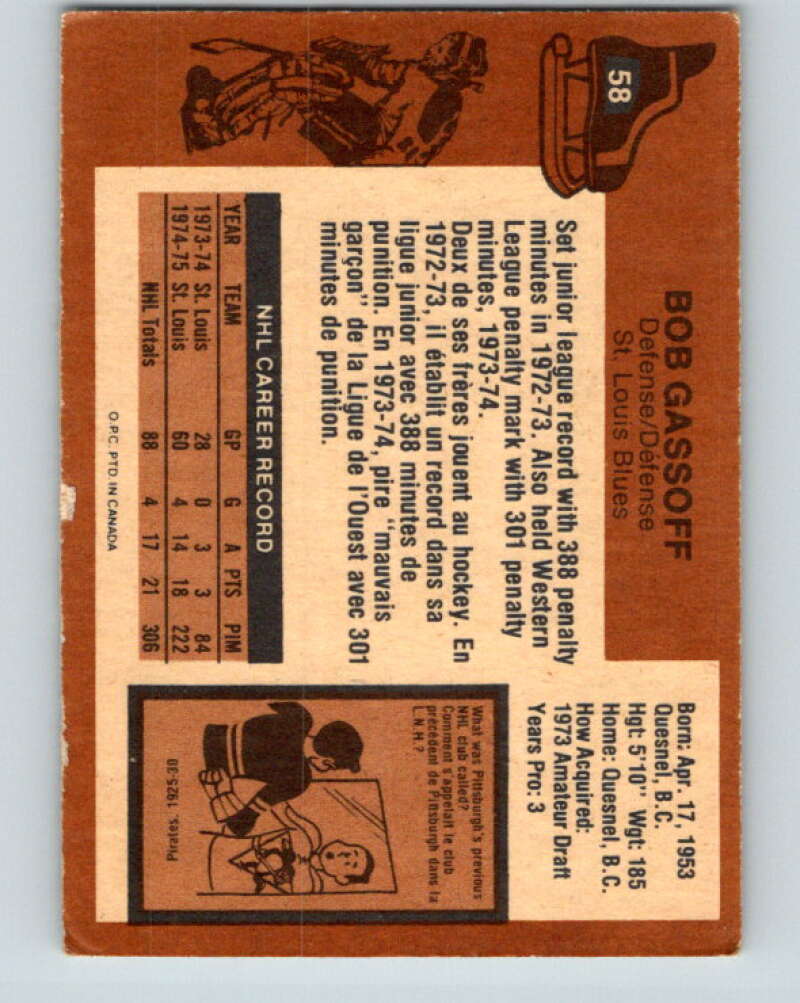 58
BOB GASSOFF
Defense/Défense
St. Louis Blues
Born: Apr. 17, 1953
Quesnel, B.C.
Hgt: 5'10" Wgt: 185
Home: Quesnel, B.C.
How Acquired:
1973 Amateur Draft
Years Pro: 3
Set junior league record with 388 penalty
minutes in 1972-73. Also held Western
League penalty mark with 301 penalty
minutes, 1973-74.
Deux de ses frères jouent au hockey. En
1972-73, il établit un record dans sa
ligue junior avec 388 minutes de
punition. En 1973-74, pire "mauvais
garçon" de la Ligue de l'Ouest avec 301
minutes de punition.
NHL CAREER RECORD
YEAR TEAM GP G A PTS PIM
1973-74 St. Louis 28 0 3 3 84
1974-75 St. Louis 60 4 14 18 222
NHL Totals 88 4 17 21 306
O.P.C. PTD. IN CANADA
What was Pittsburgh's previous
NHL club called?
Comment s'appelait le club
précédent de Pittsburgh dans la
L.N.H.?
Pirates, 1925-30